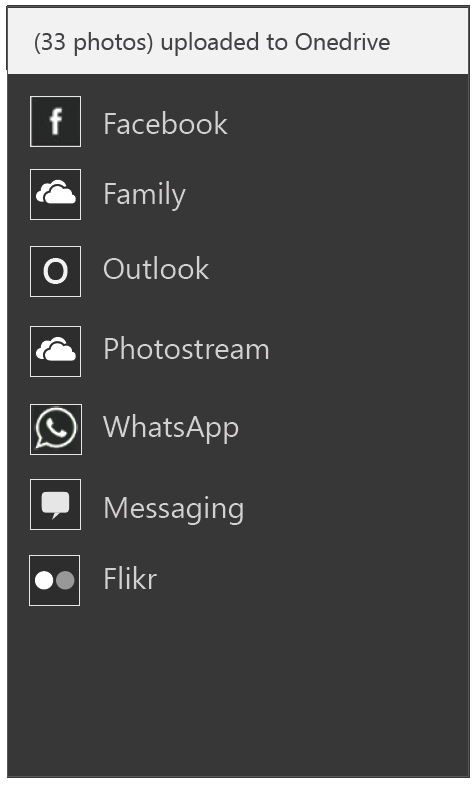 (33 photos) uploaded to Onedrive
Facebook
Family
Outlook
Photostream
WhatsApp
Messaging
Flikr